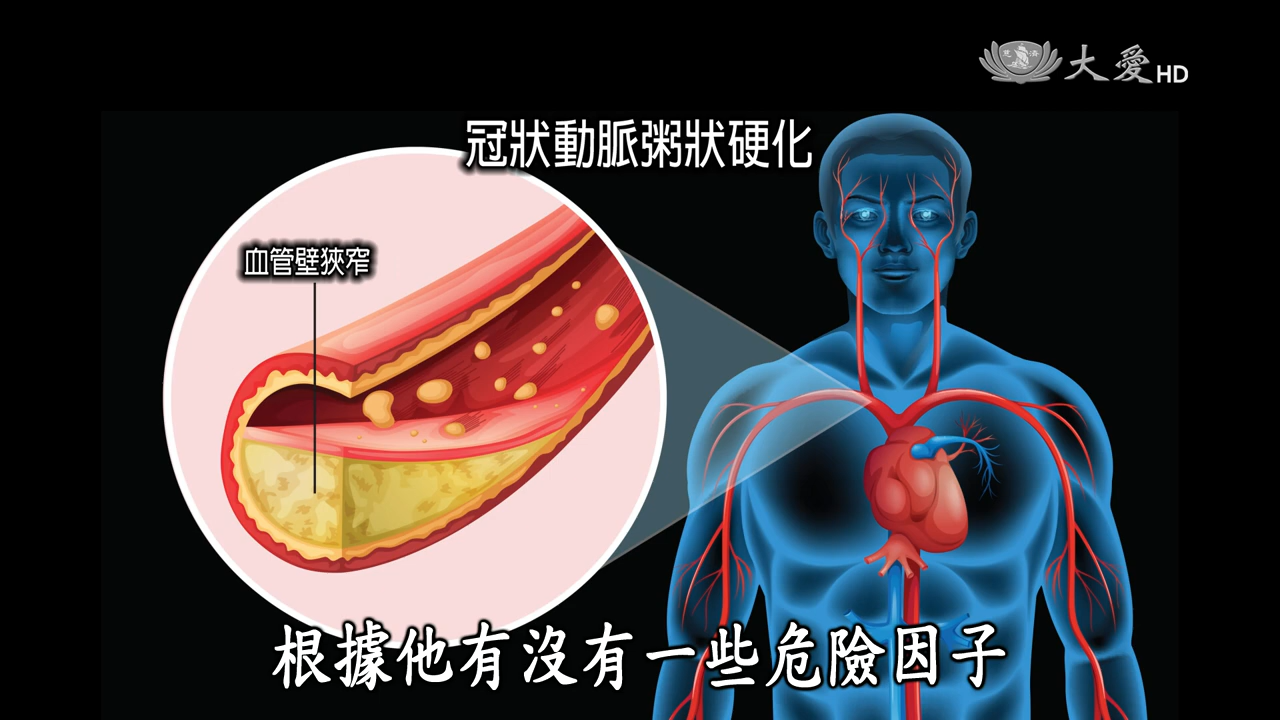 大愛HD
冠狀動脈粥狀硬化
血管壁狹窄
根據他有沒有一些危險因子